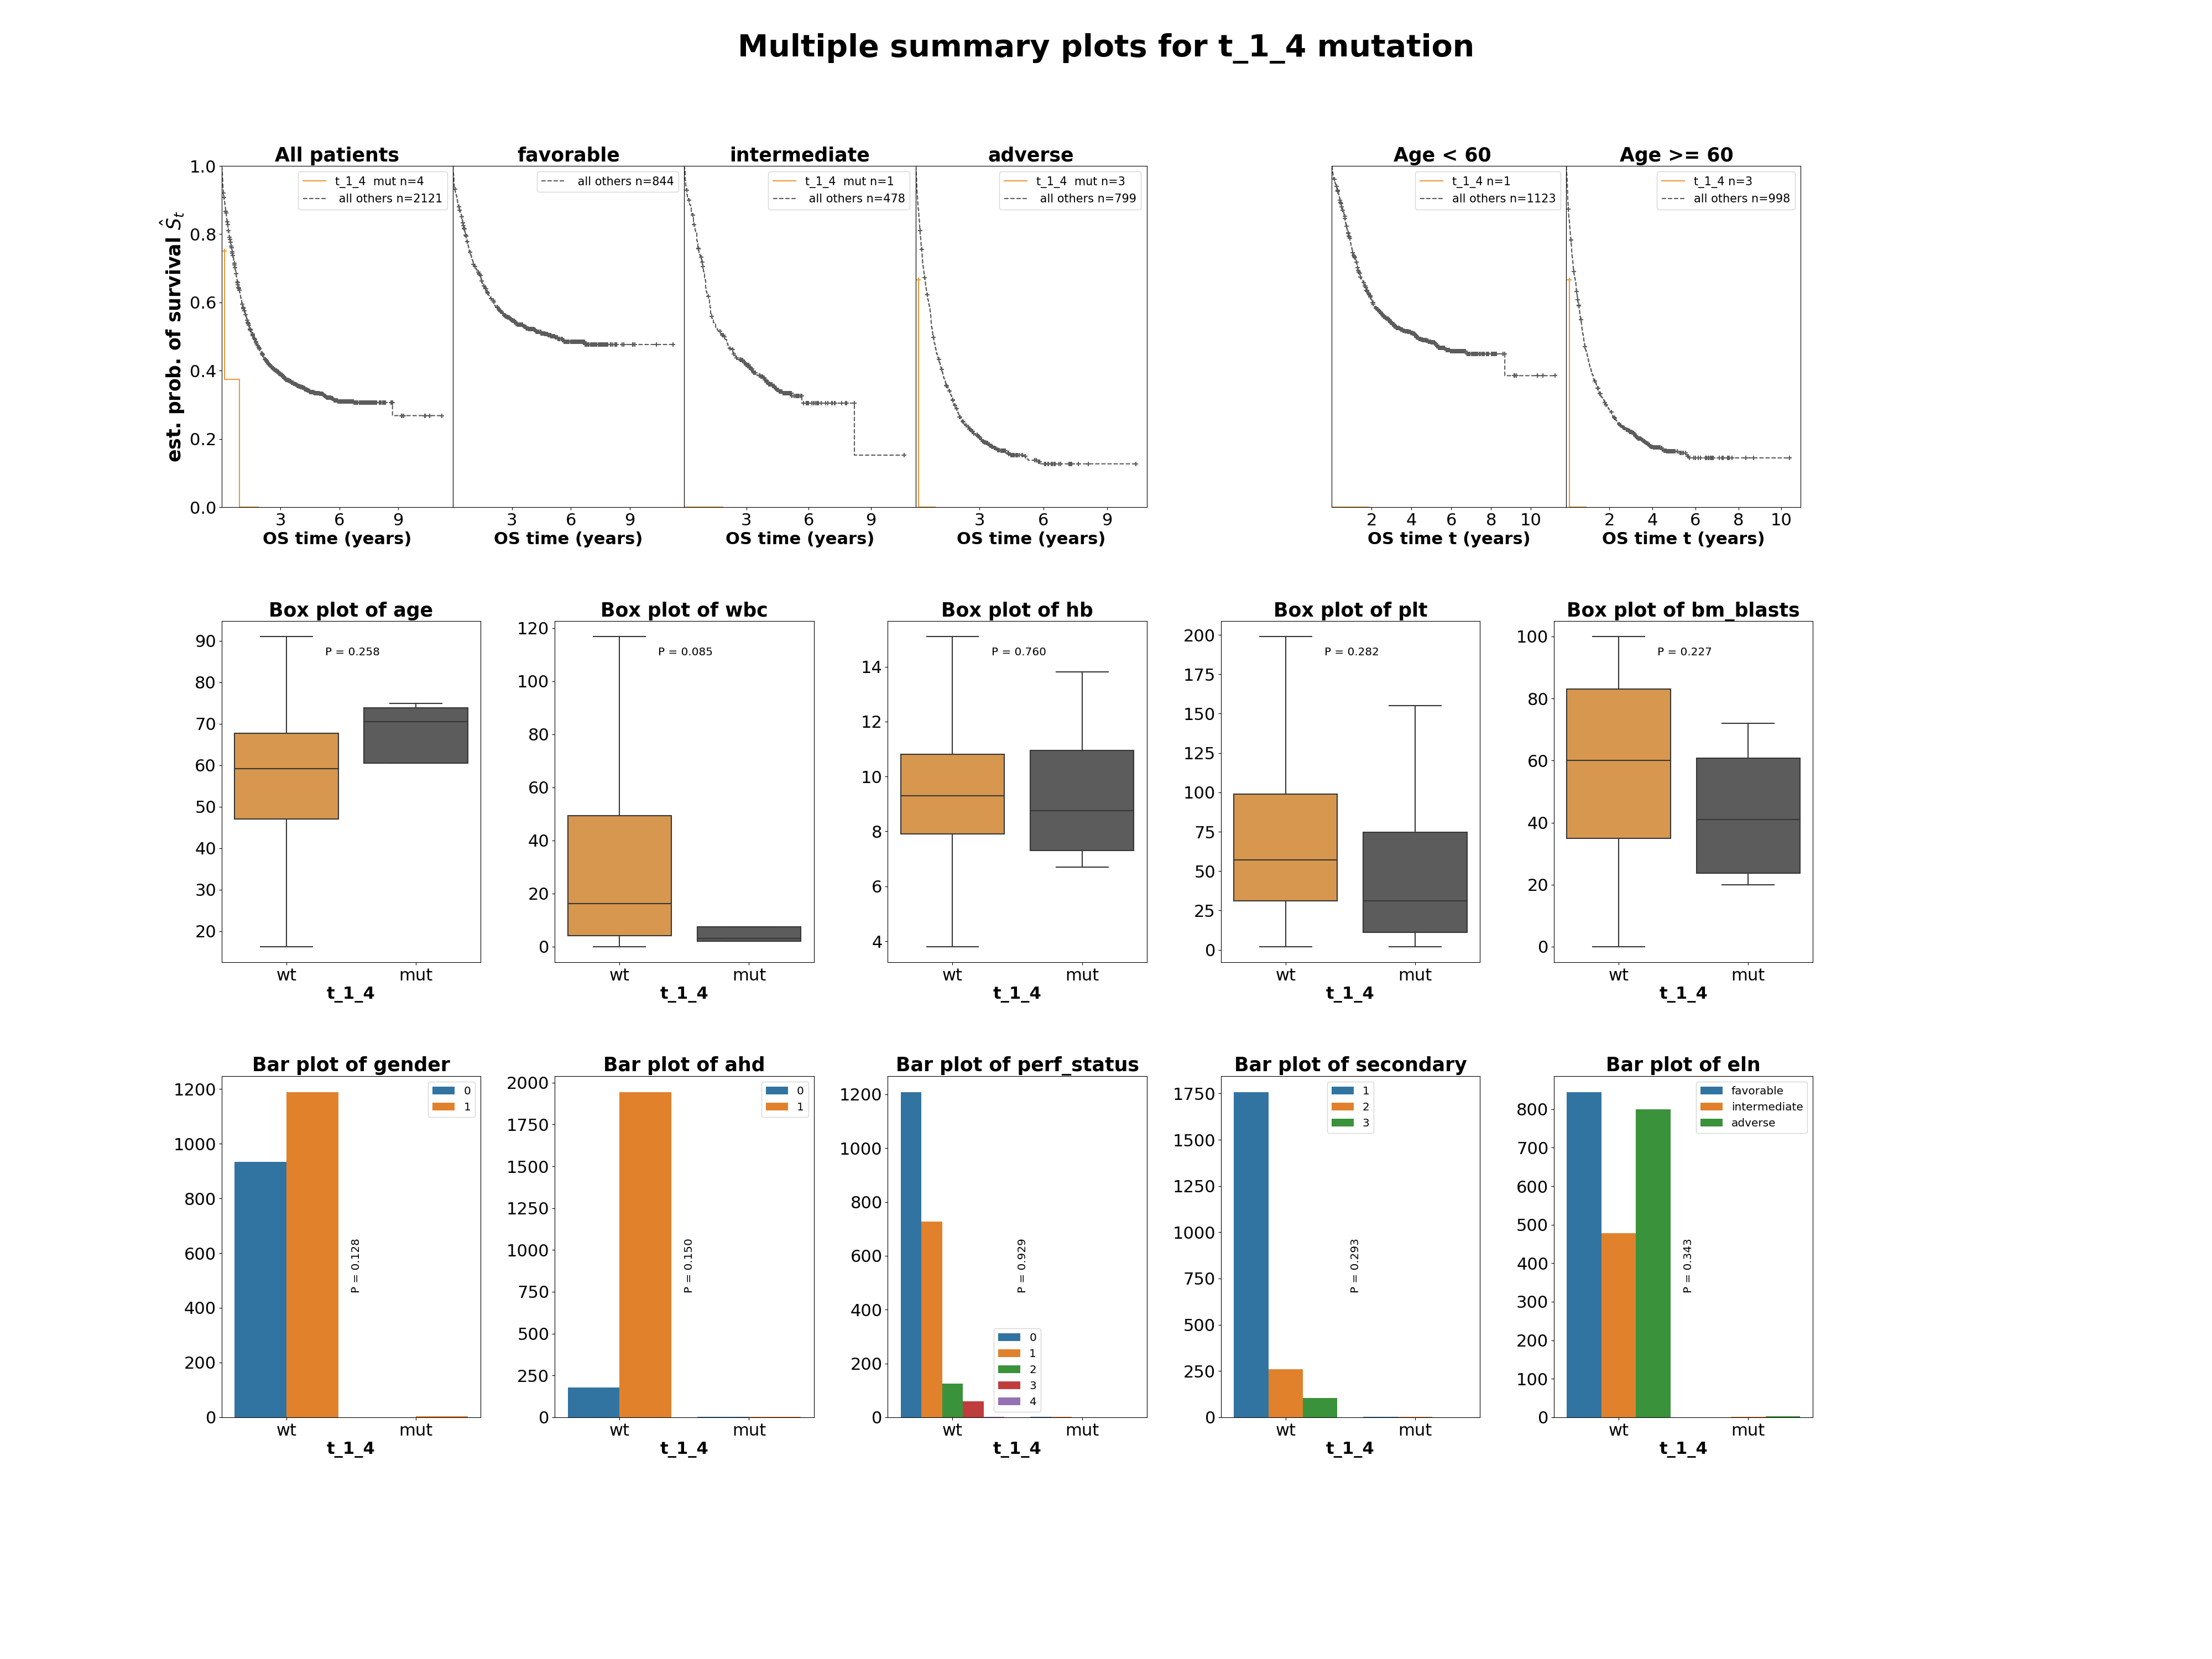 Multiple summary plots for t_1_4 mutation
All patients
favorable
intermediate
adverse
Age < 60
Age >= 60
est. prob. of survival Ŝt
1.0
0.8
0.6
0.4
0.2
0.0
t_1_4 mut n=4
all others n=2121
all others n=844
t_1_4 mut n=1
all others n=478
t_1_4 mut n=3
all others n=799
t_1_4 n=1
all others n=1123
t_1_4 n=3
all others n=998
3 6 9
3 6 9
3 6 9
3 6 9
2 4 6 8 10
2 4 6 8 10
OS time (years)
OS time (years)
OS time (years)
OS time (years)
OS time t (years)
OS time t (years)
Box plot of age
P = 0.258
90
80
70
60
50
40
30
20
wt mut
t_1_4
Box plot of wbc
P = 0.085
120
100
80
60
40
20
0
wt mut
t_1_4
Box plot of hb
P = 0.760
14
12
10
8
6
4
wt mut
t_1_4
Box plot of plt
P = 0.282
200
175
150
125
100
75
50
25
0
wt mut
t_1_4
Box plot of bm_blasts
P = 0.227
100
80
60
40
20
0
wt mut
t_1_4
Bar plot of gender
0
1
P = 0.128
1200
1000
800
600
400
200
0
wt mut
t_1_4
Bar plot of ahd
0
1
P = 0.150
2000
1750
1500
1250
1000
750
500
250
0
wt mut
t_1_4
Bar plot of perf_status
P = 0.929
0
1
2
3
4
1200
1000
800
600
400
200
0
wt mut
t_1_4
Bar plot of secondary
1
2
3
P = 0.293
1750
1500
1250
1000
750
500
250
0
wt mut
t_1_4
Bar plot of eln
favorable
intermediate
adverse
P = 0.343
800
700
600
500
400
300
200
100
0
wt mut
t_1_4